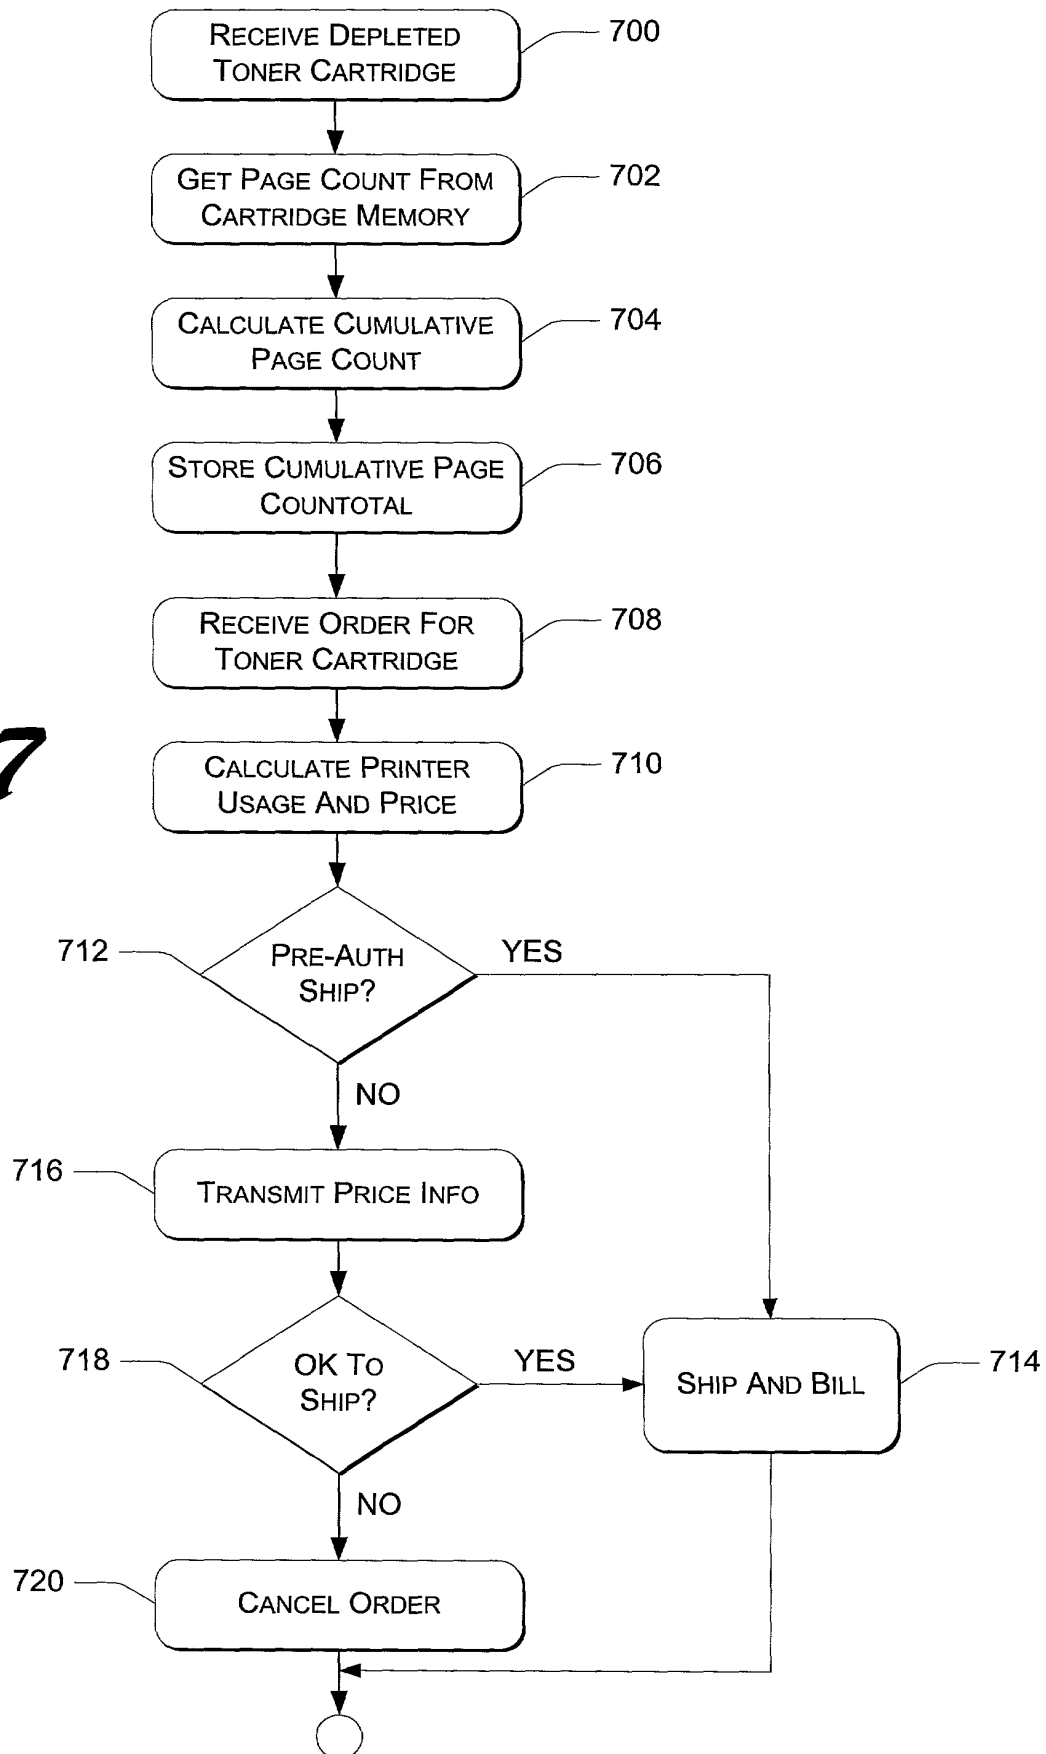 RECEIVE DEPLETED
TONER CARTRIDGE
700
GET PAGE COUNT FROM
CARTRIDGE MEMORY
702
CALCULATE CUMULATIVE
PAGE COUNT
704
STORE CUMULATIVE PAGE
COUNTOTAL
706
RECEIVE ORDER FOR
TONER CARTRIDGE
708
7
CALCULATE PRINTER
USAGE AND PRICE
710
712
PRE-AUTH
SHIP?
YES
NO
716
TRANSMIT PRICE INFO
718
OK TO
SHIP?
YES
SHIP AND BILL
714
NO
720
CANCEL ORDER